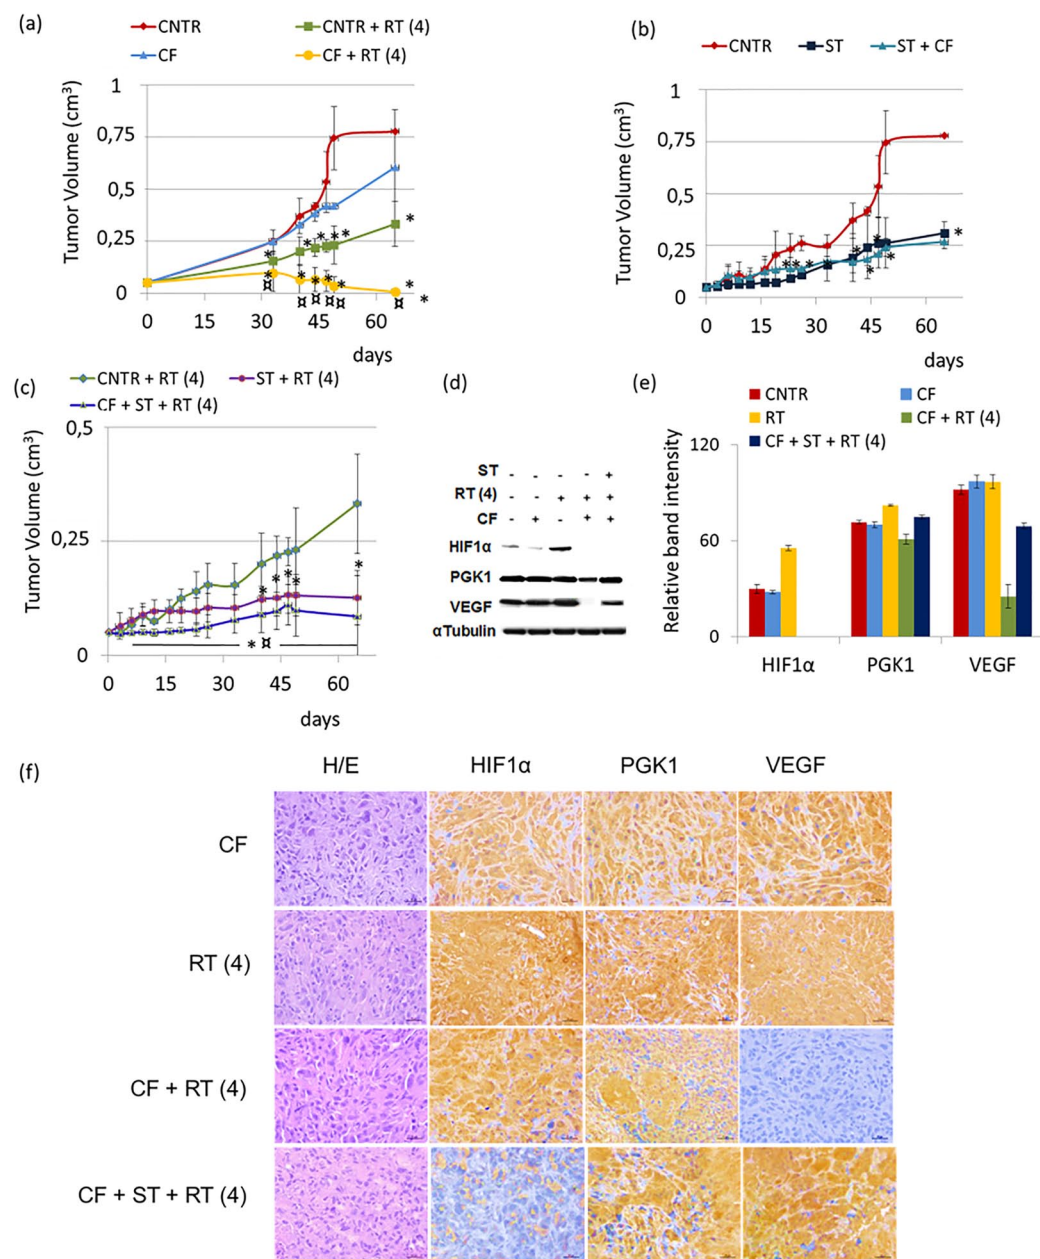 (a)
CNTR
CNTR + RT (4)
CF
CF + RT (4)
Tumor Volume (cm³)
1
0,75
0,5
0,25
0
* * * * * *
* * * * * *
¤ ¤ ¤ ¤ ¤ ¤
0 15 30 45 60
days
(b)
CNTR
ST
ST + CF
Tumor Volume (cm³)
1
0,75
0,5
0,25
0
0 15 30 45 60
days
(c)
CNTR + RT (4)
ST + RT (4)
CF + ST + RT (4)
Tumor Volume (cm³)
0,5
0,25
0
* * * * *
* ¤
0 15 30 45 60
days
(d)
ST - - - - +
RT (4) - - + + +
CF - + - + +
HIF1α
PGK1
VEGF
αTubulin
(e)
CNTR
CF
RT
CF + RT (4)
CF + ST + RT (4)
Relative band intensity
120
60
0
HIF1α PGK1 VEGF
(f)
H/E HIF1α PGK1 VEGF
CF
RT (4)
CF + RT (4)
CF + ST + RT (4)